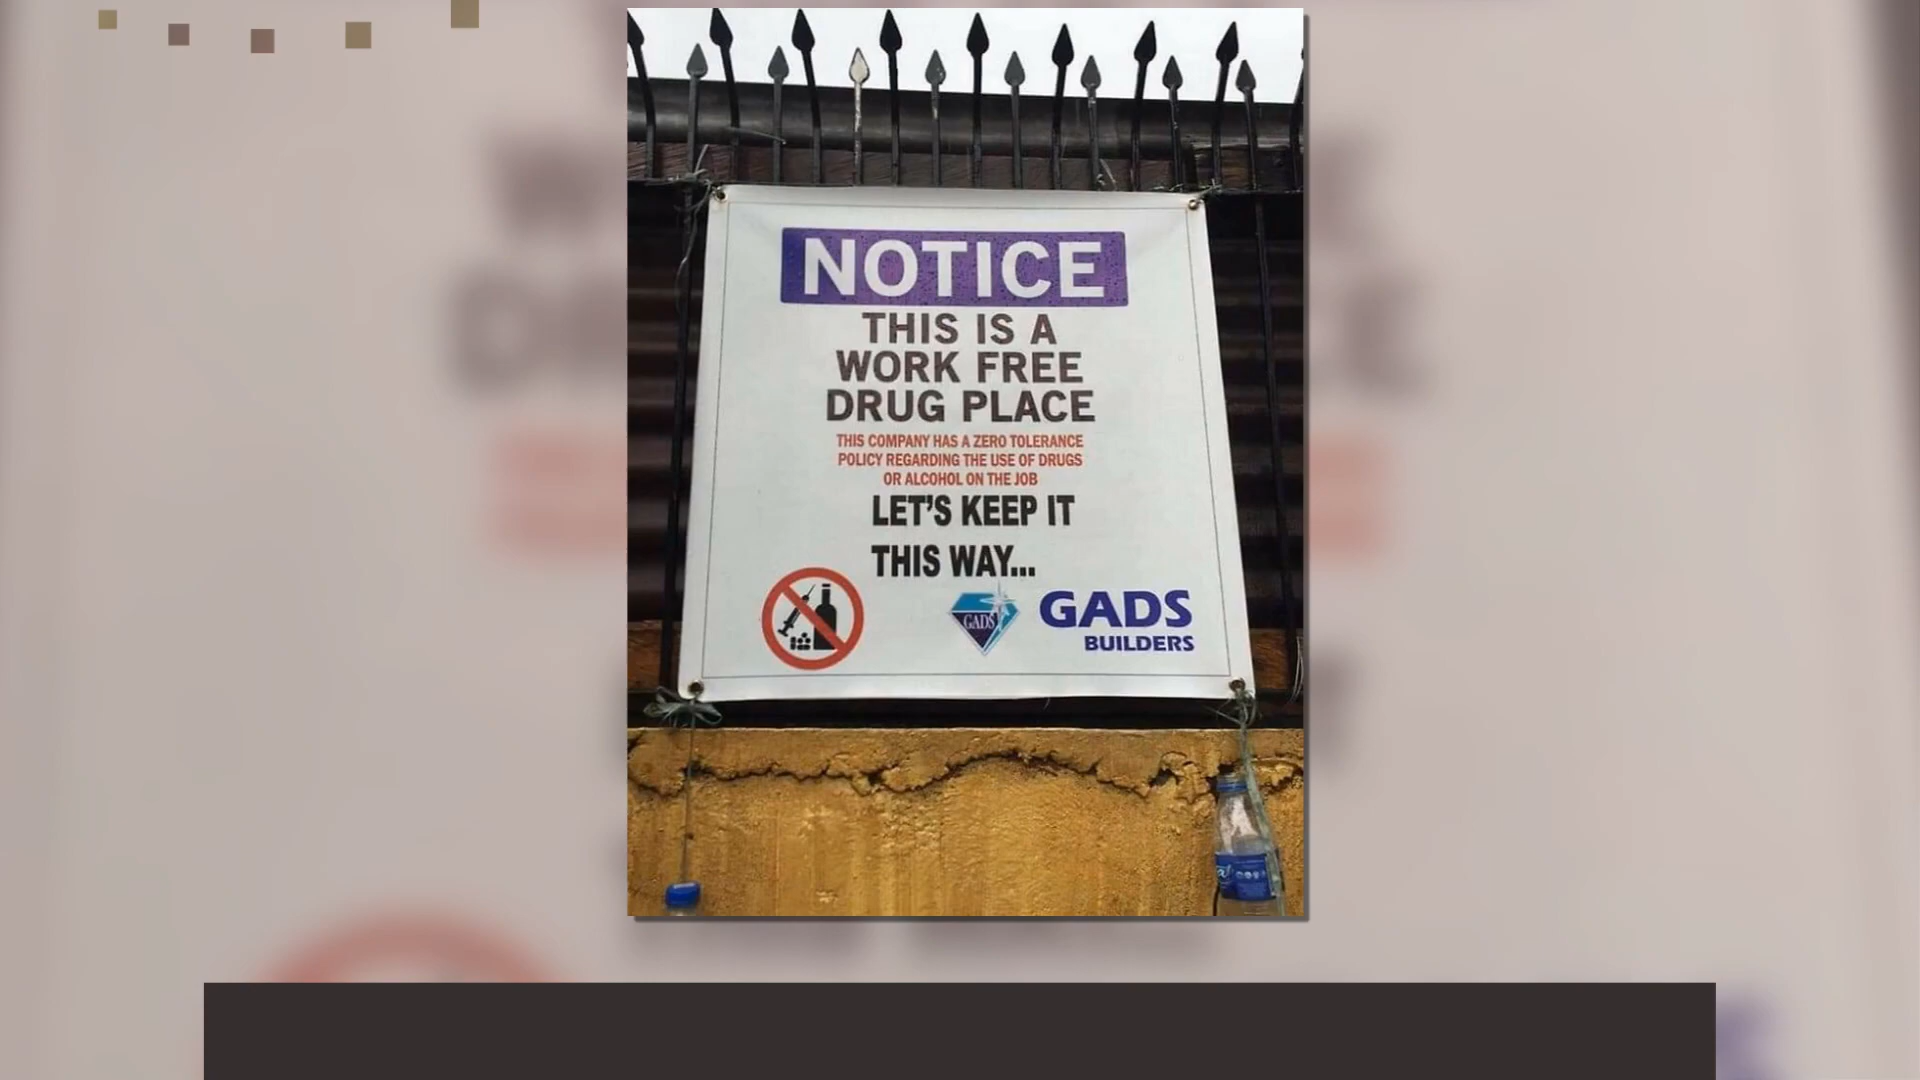 NOTICE
THIS IS A
WORK FREE
DRUG PLACE
THIS COMPANY HAS A ZERO TOLERANCE
POLICY REGARDING THE USE OF DRUGS
OR ALCOHOL ON THE JOB
LET'S KEEP IT
THIS WAY...
GADS
GADS
BUILDERS